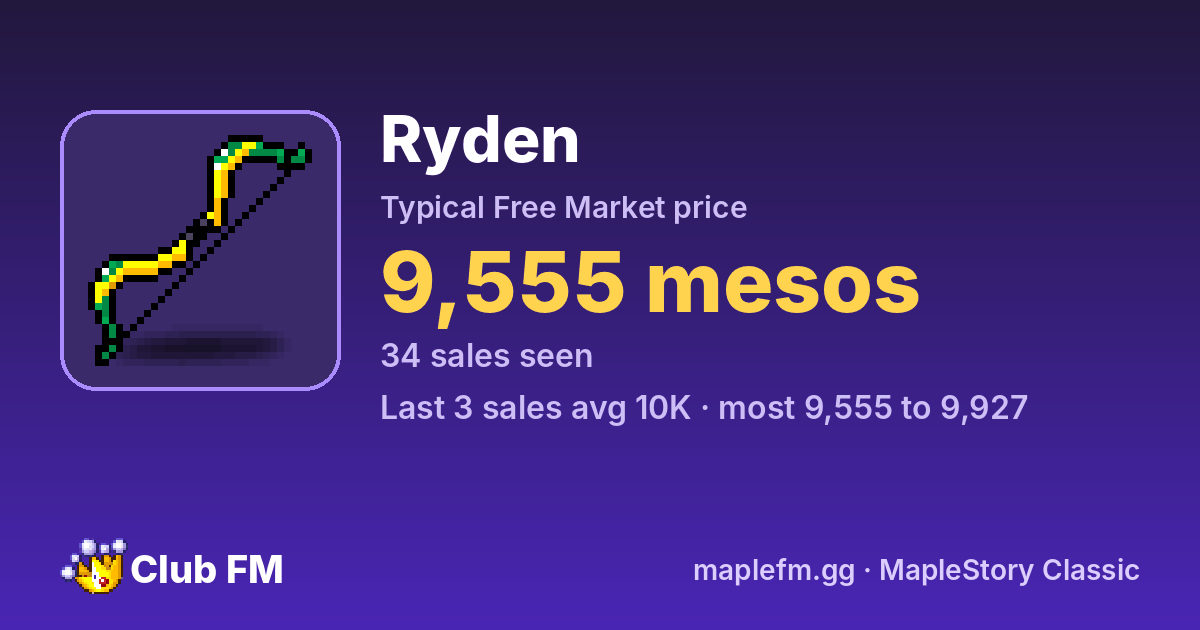 Ryden
Typical Free Market price
9,555 mesos
34 sales seen
Last 3 sales avg 10K · most 9,555 to 9,927
Club FM
maplefm.gg · MapleStory Classic